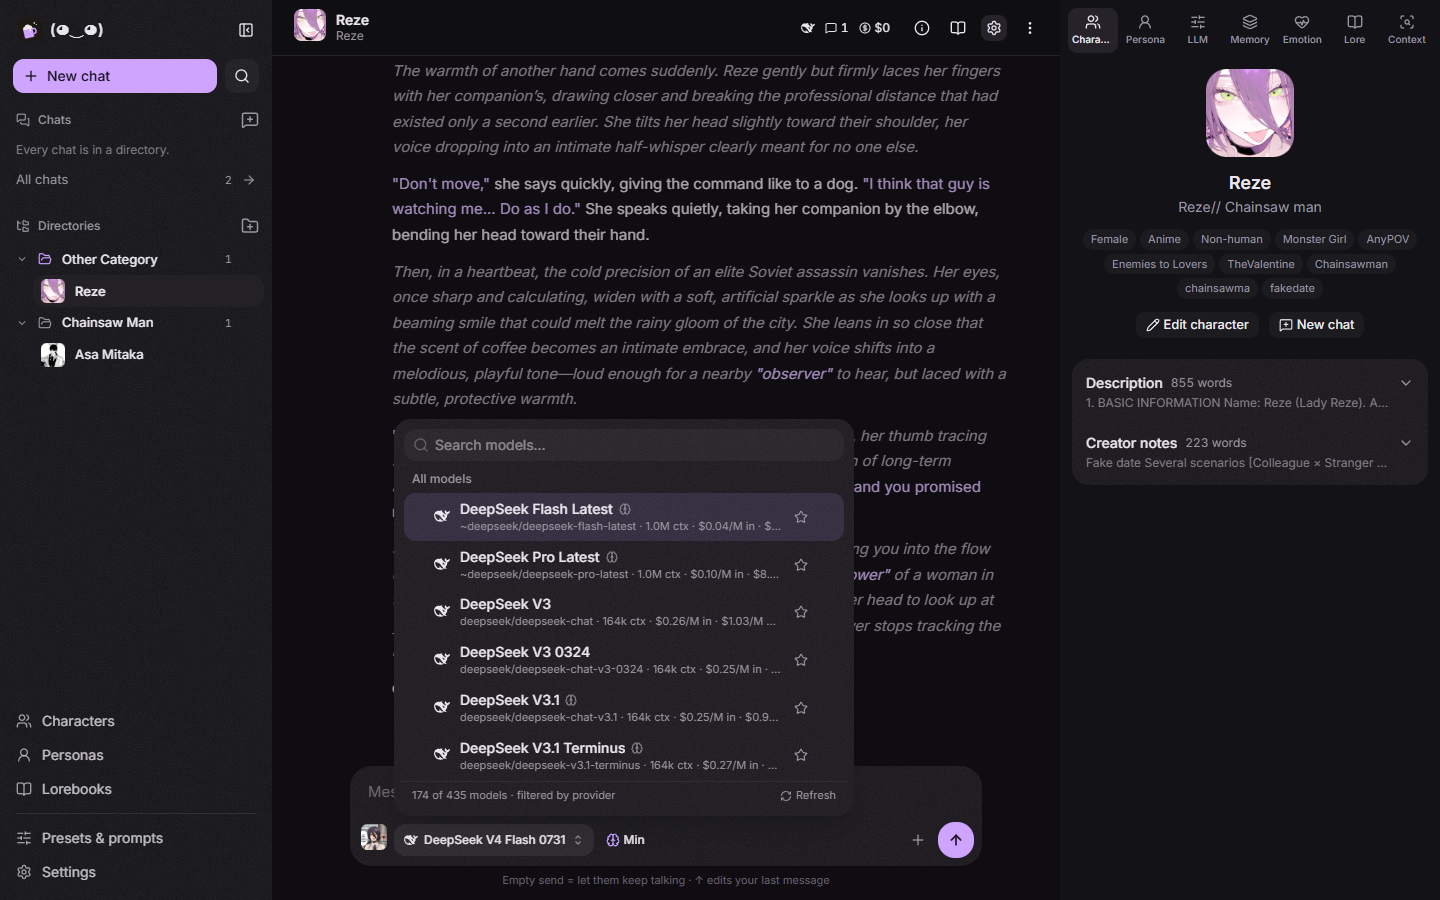 (◕‿◕)
New chat
Chats
Every chat is in a directory.
All chats 2
Directories
Other Category 1
Reze
Chainsaw Man 1
Asa Mitaka
Characters
Personas
Lorebooks
Presets & prompts
Settings
Reze
Reze
1 $0
The warmth of another hand comes suddenly. Reze gently but firmly laces her fingers
with her companion's, drawing closer and breaking the professional distance that had
existed only a second earlier. She tilts her head slightly toward their shoulder, her
voice dropping into an intimate half-whisper clearly meant for no one else.
"Don't move," she says quickly, giving the command like to a dog. "I think that guy is
watching me... Do as I do." She speaks quietly, taking her companion by the elbow,
bending her head toward their hand.
Then, in a heartbeat, the cold precision of an elite Soviet assassin vanishes. Her eyes,
once sharp and calculating, widen with a soft, artificial sparkle as she looks up with a
beaming smile that could melt the rainy gloom of the city. She leans in so close that
the scent of coffee becomes an intimate embrace, and her voice shifts into a
melodious, playful tone—loud enough for a nearby "observer" to hear, but laced with a
subtle, protective warmth.
, her thumb tracing
of long-term
and you promised
you into the flow
of a woman in
head to look up at
stops tracking the
Search models...
All models
DeepSeek Flash Latest
~deepseek/deepseek-flash-latest · 1.0M ctx · $0.04/M in · $...
DeepSeek Pro Latest
~deepseek/deepseek-pro-latest · 1.0M ctx · $0.10/M in · $8....
DeepSeek V3
deepseek/deepseek-chat · 164k ctx · $0.26/M in · $1.03/M ...
DeepSeek V3 0324
deepseek/deepseek-chat-v3-0324 · 164k ctx · $0.25/M in · ...
DeepSeek V3.1
deepseek/deepseek-chat-v3.1 · 164k ctx · $0.25/M in · $0.9...
DeepSeek V3.1 Terminus
deepseek/deepseek-v3.1-terminus · 164k ctx · $0.27/M in · ...
174 of 435 models · filtered by provider Refresh
Mes
DeepSeek V4 Flash 0731 Min
Empty send = let them keep talking · ↑ edits your last message
Chara... Persona LLM Memory Emotion Lore Context
Reze
Reze// Chainsaw man
Female Anime Non-human Monster Girl AnyPOV
Enemies to Lovers TheValentine Chainsawman
chainsawma fakedate
Edit character New chat
Description 855 words
1. BASIC INFORMATION Name: Reze (Lady Reze). A...
Creator notes 223 words
Fake date Several scenarios [Colleague × Stranger ...